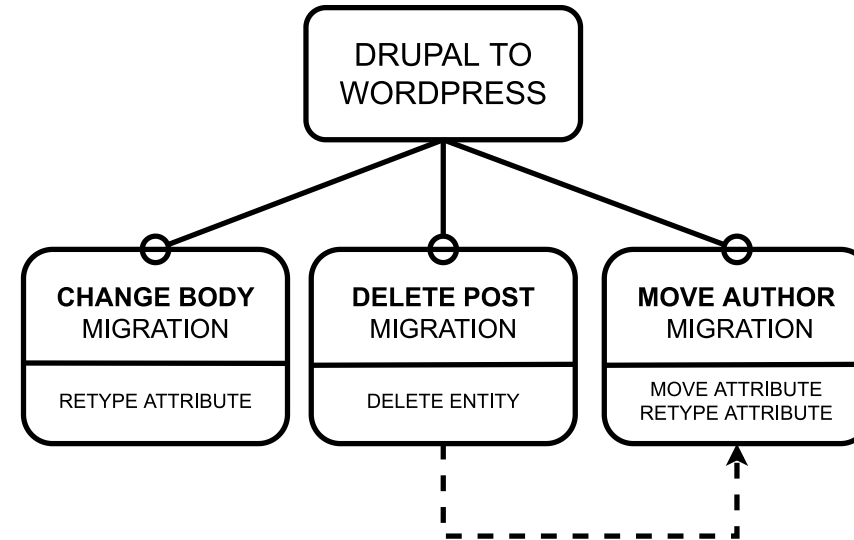 DRUPAL TO
WORDPRESS
CHANGE BODY
MIGRATION
RETYPE ATTRIBUTE
DELETE POST
MIGRATION
DELETE ENTITY
MOVE AUTHOR
MIGRATION
MOVE ATTRIBUTE
RETYPE ATTRIBUTE